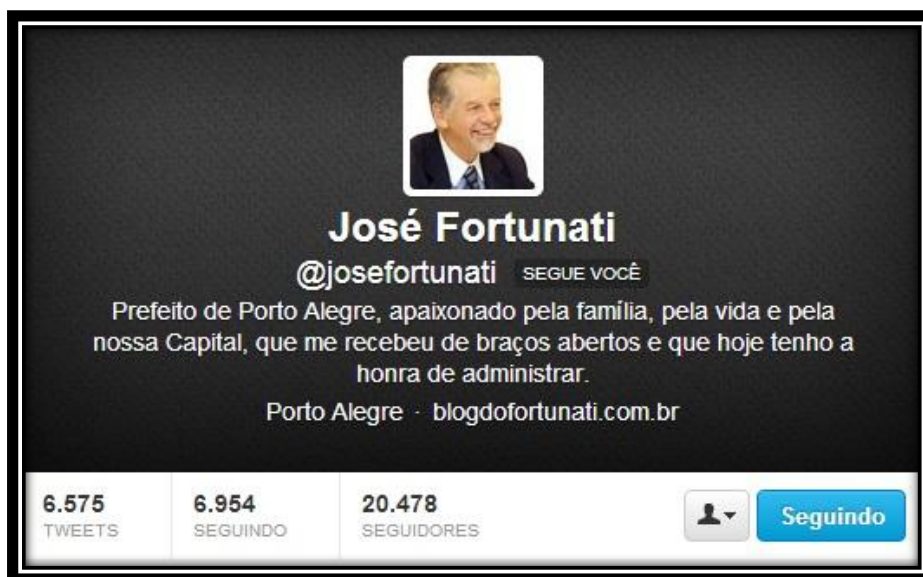 José Fortunati
@josefortunati SEGUE VOCÊ
Prefeito de Porto Alegre, apaixonado pela família, pela vida e pela
nossa Capital, que me recebeu de braços abertos e que hoje tenho a
honra de administrar.
Porto Alegre · blogdofortunati.com.br
6.575 6.954 20.478
TWEETS SEGUINDO SEGUIDORES
Seguindo